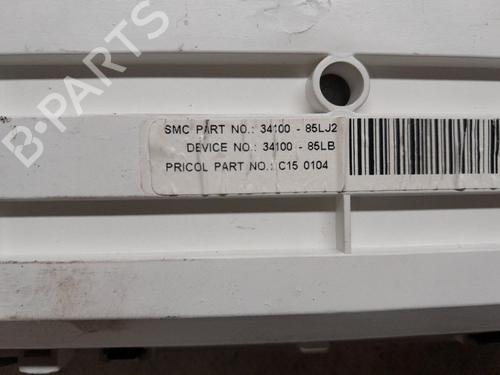 B-PARTS
SMC PART NO.: 34100 - 85LJ2
DEVICE NO.: 34100 - 85LB
PRICOL PART NO.: C15 0104